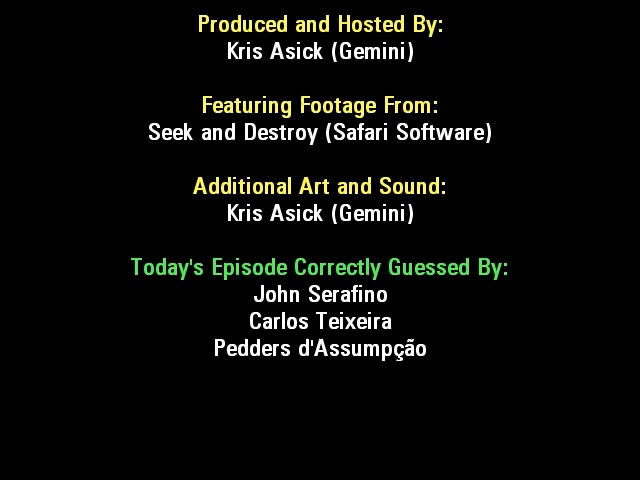 Produced and Hosted By:
Kris Asick (Gemini)
Featuring Footage From:
Seek and Destroy (Safari Software)
Additional Art and Sound:
Kris Asick (Gemini)
Today's Episode Correctly Guessed By:
John Serafino
Carlos Teixeira
Pedders d'Assumpção